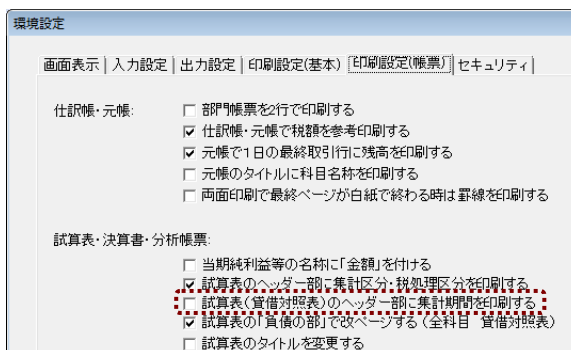 環境設定
画面表示 入力設定 出力設定 印刷設定(基本) 印刷設定(帳票) セキュリティ
仕訳帳・元帳: 部門帳票を2行で印刷する
仕訳帳・元帳で税額を参考印刷する
元帳で1日の最終取引行に残高を印刷する
元帳のタイトルに科目名称を印刷する
両面印刷で最終ページが白紙で終わる時は罫線を印刷する
試算表・決算書・分析帳票:
当期純利益等の名称に「金額」を付ける
試算表のヘッダー部に集計区分・税処理区分を印刷する
試算表(貸借対照表)のヘッダー部に集計期間を印刷する
試算表の「負債の部」で改ページする (全科目 貸借対照表)
試算表のタイトルを変更する